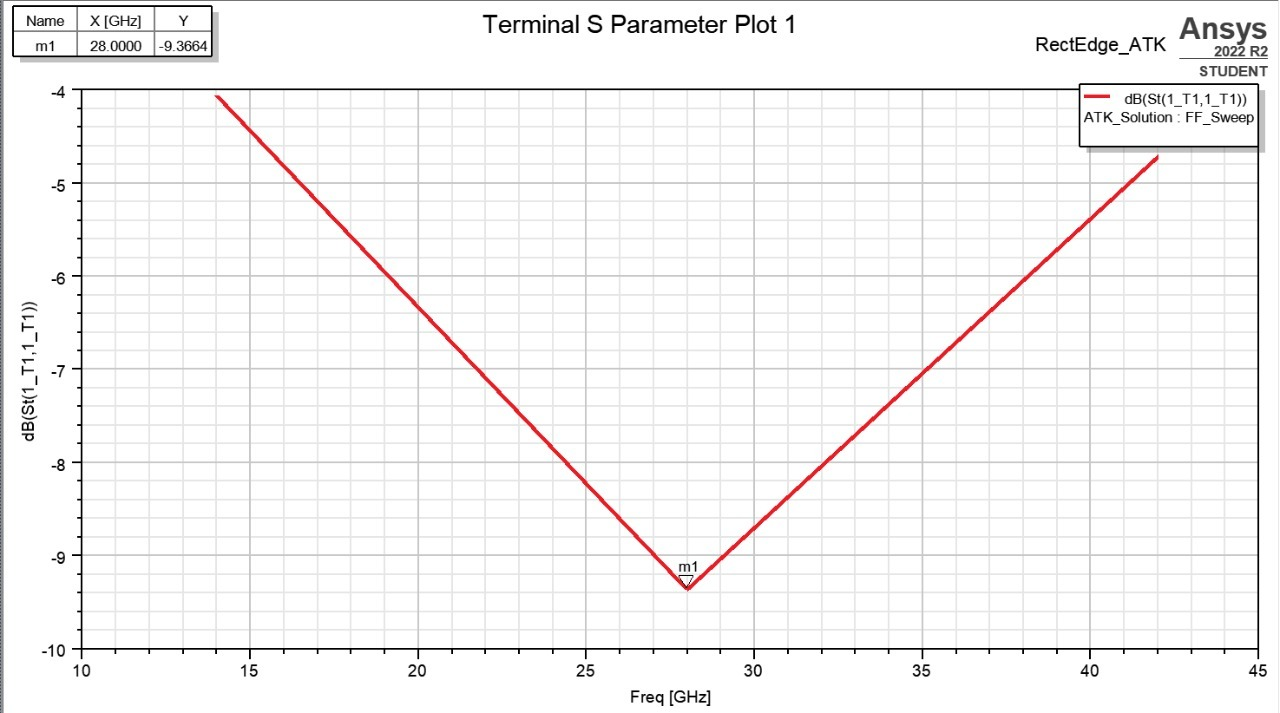 Name X [GHz] Y
m1 28.0000 -9.3664
Terminal S Parameter Plot 1
RectEdge_ATK
Ansys
2022 R2
STUDENT
dB(St(1_T1,1_T1))
ATK_Solution : FF_Sweep
-4
-5
-6
-7
-8
-9
-10
dB(St(1_T1,1_T1))
m1
10 15 20 25 30 35 40 45
Freq [GHz]